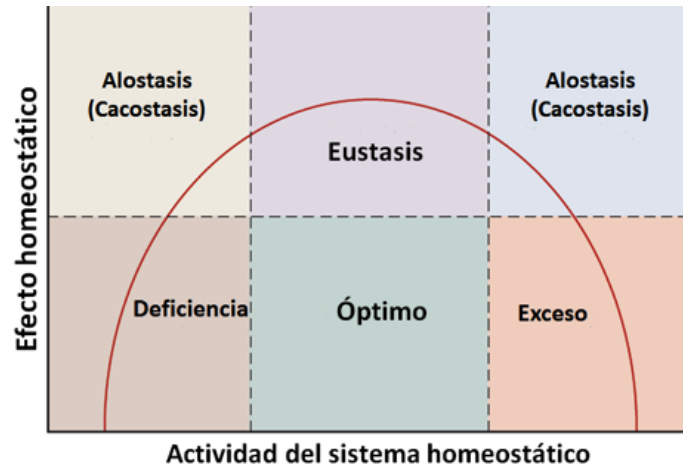 Alostasis
(Cacostasis)
Alostasis
(Cacostasis)
Eustasis
Efecto homeostático
Deficiencia
Óptimo
Exceso
Actividad del sistema homeostático